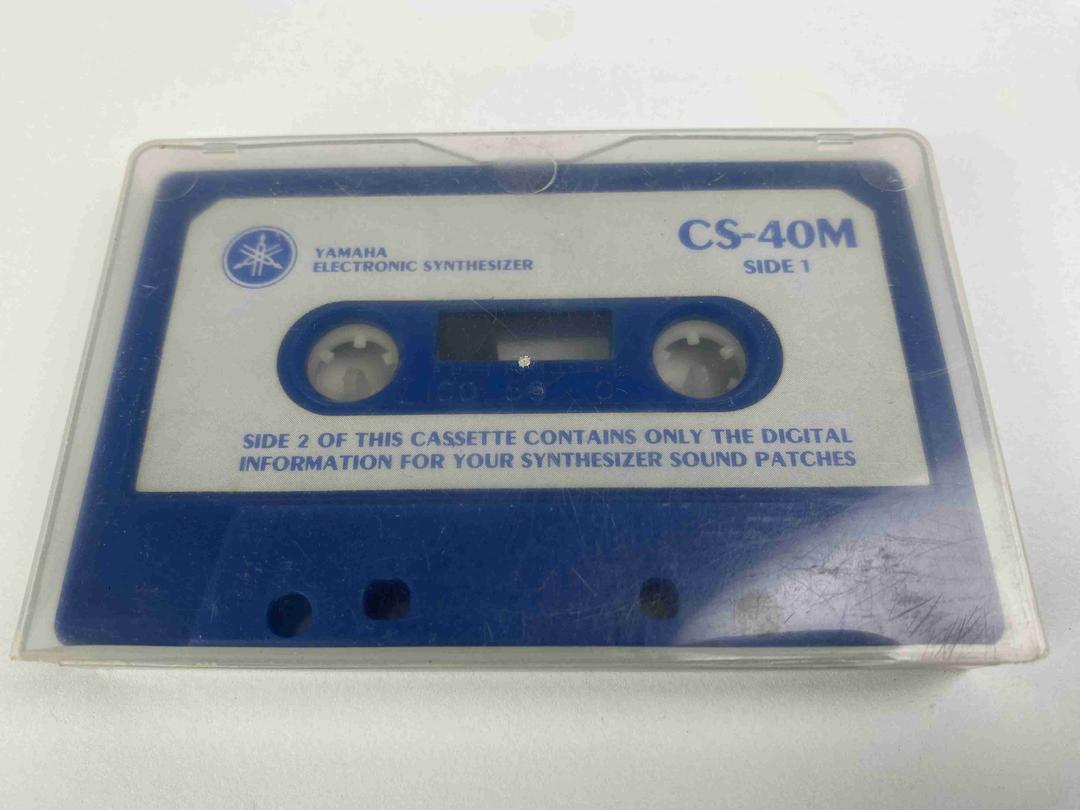 YAMAHA
ELECTRONIC SYNTHESIZER
CS-40M
SIDE 1
SIDE 2 OF THIS CASSETTE CONTAINS ONLY THE DIGITAL
INFORMATION FOR YOUR SYNTHESIZER SOUND PATCHES